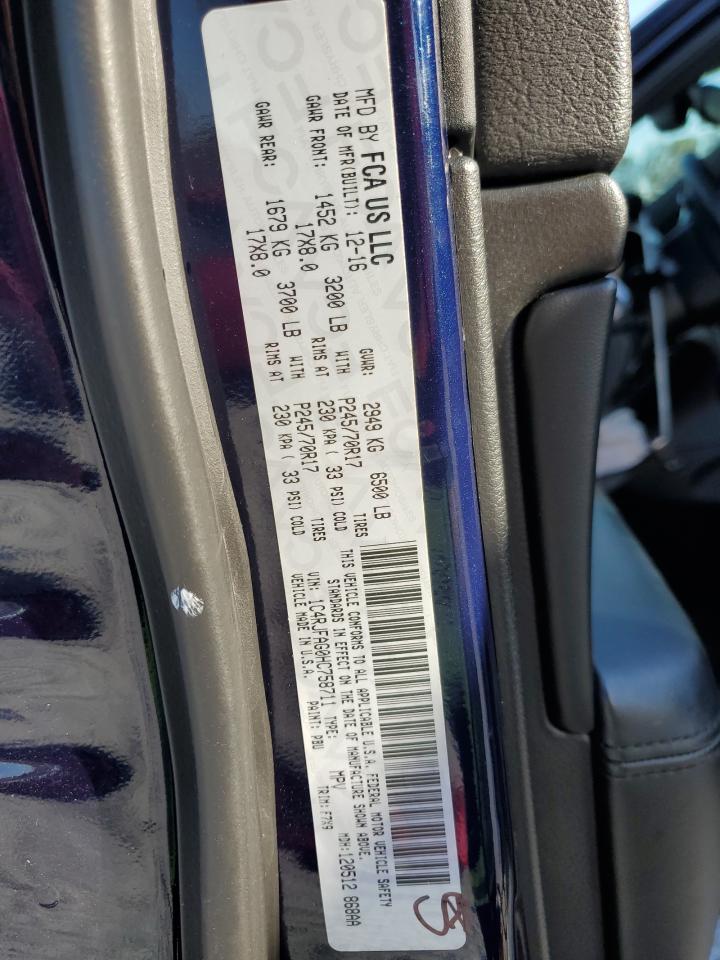 MFD BY FCA US LLC
DATE OF MFR(BUILT): 12-16 GVWR: 2949 KG 6500 LB
GAWR FRONT: 1452 KG 3200 LB WITH P245/70R17 TIRES
17X8.0 RIMS AT 230 KPA ( 33 PSI) COLD
GAWR REAR: 1679 KG 3700 LB WITH P245/70R17 TIRES
17X8.0 RIMS AT 230 KPA ( 33 PSI) COLD
THIS VEHICLE CONFORMS TO ALL APPLICABLE U.S.A. FEDERAL MOTOR VEHICLE SAFETY
STANDARDS IN EFFECT ON THE DATE OF MANUFACTURE SHOWN ABOVE.
VIN: 1C4RJFAG0HC758711 TYPE: MPV MDH:120512 868AA
VEHICLE MADE IN U.S.A. PAINT: PBU TRIM: F7X9